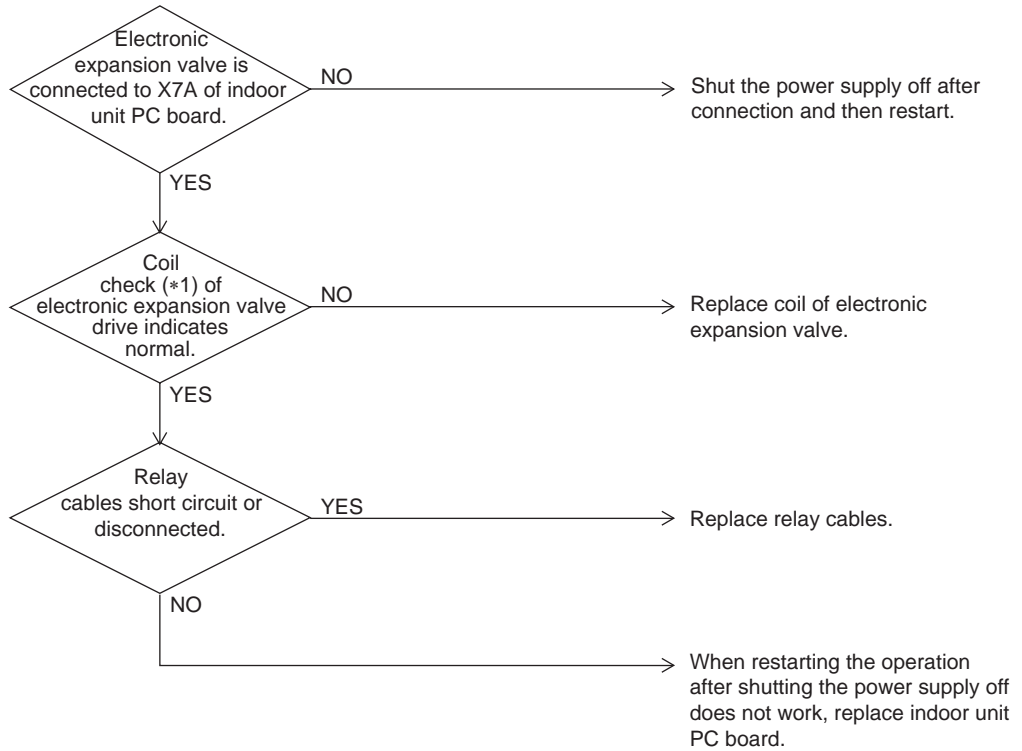 Electronic
expansion valve is
connected to X7A of indoor
unit PC board.
NO
Shut the power supply off after
connection and then restart.
YES
Coil
check (∗1) of
electronic expansion valve
drive indicates
normal.
NO
Replace coil of electronic
expansion valve.
YES
Relay
cables short circuit or
disconnected.
YES
Replace relay cables.
NO
When restarting the operation
after shutting the power supply off
does not work, replace indoor unit
PC board.